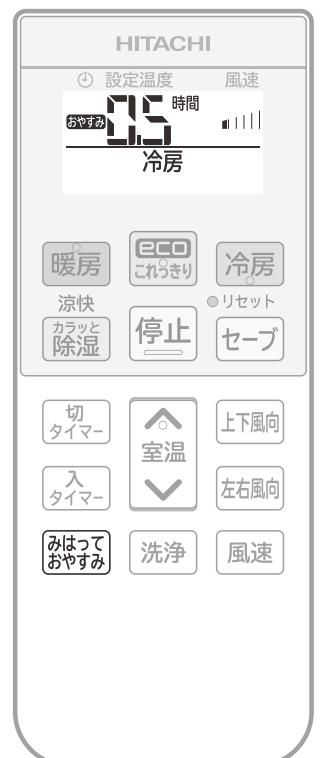 HITACHI
設定温度 風速
おやすみ 0.5 時間
冷房
暖房 eco これっきり 冷房
涼快 リセット
カラッと除湿 停止 セーブ
切タイマー 室温 上下風向
入タイマー 左右風向
みはっておやすみ 洗浄 風速